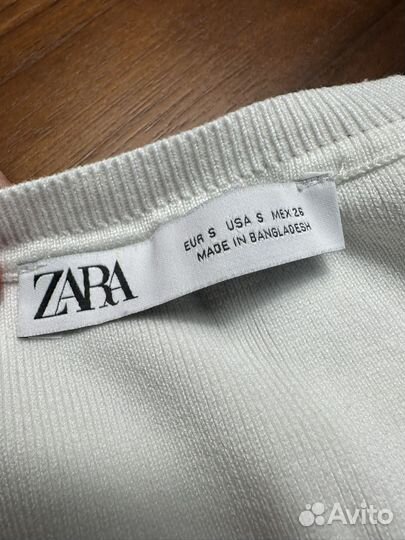 EUR S USA S MEX 26
MADE IN BANGLADESH
ZARA
Avito